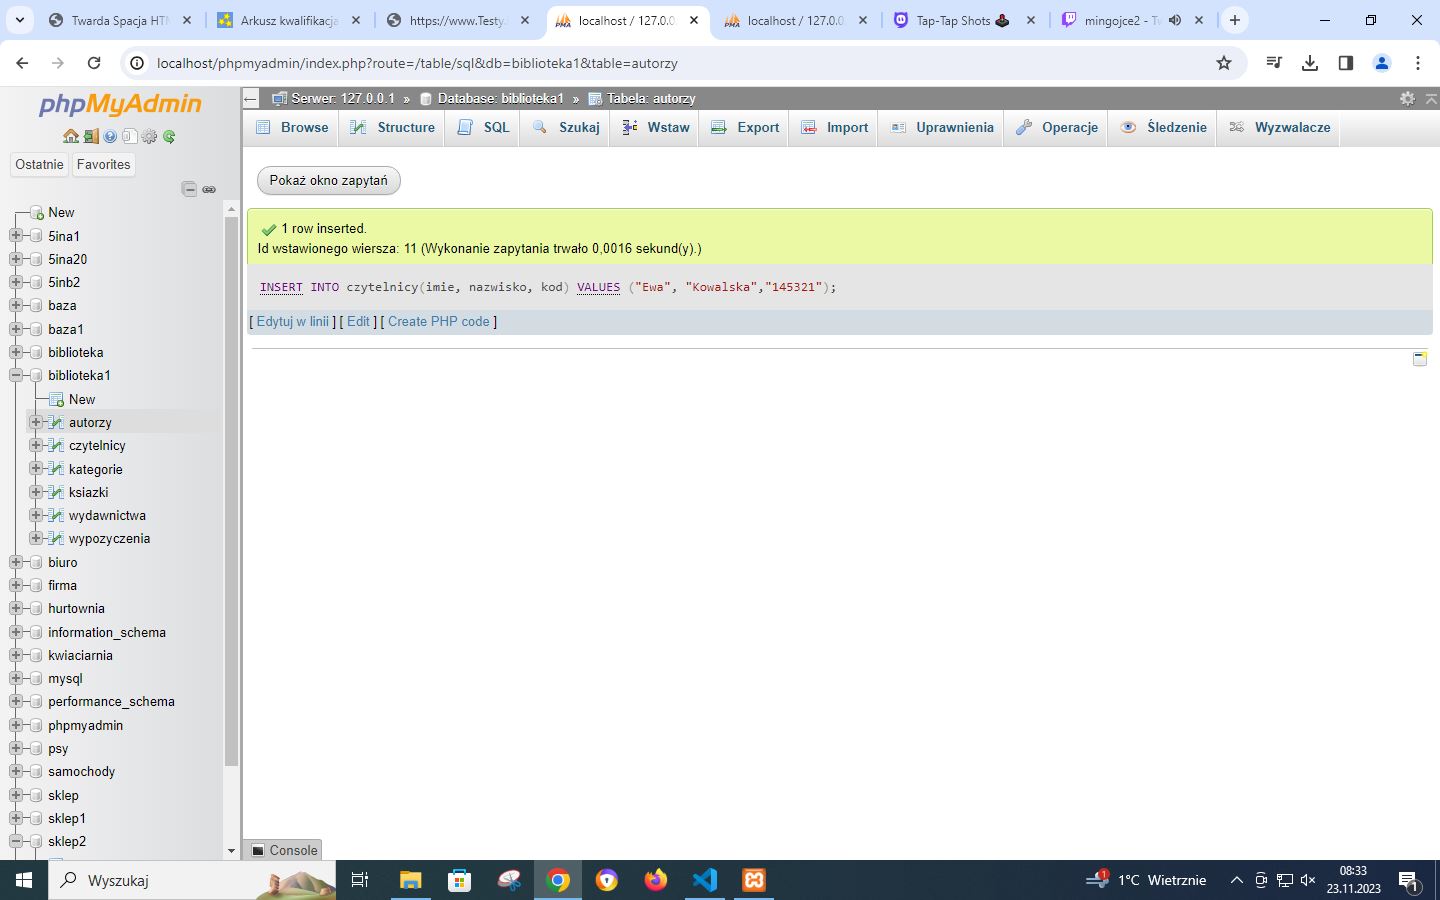 Twarda Spacja HTM
Arkusz kwalifikacja
https://www.Testy.
localhost / 127.0.0.
localhost / 127.0.0.
Tap-Tap Shots
mingojce2 - Tw
localhost/phpmyadmin/index.php?route=/table/sql&db=biblioteka1&table=autorzy
phpMyAdmin
Ostatnie
Favorites
New
5ina1
5ina20
5inb2
baza
baza1
biblioteka
biblioteka1
New
autorzy
czytelnicy
kategorie
ksiazki
wydawnictwa
wypozyczenia
biuro
firma
hurtownia
information_schema
kwiaciarnia
mysql
performance_schema
phpmyadmin
psy
samochody
sklep
sklep1
sklep2
Serwer: 127.0.0.1 » Database: biblioteka1 » Tabela: autorzy
Browse Structure SQL Szukaj Wstaw Export Import Uprawnienia Operacje Śledzenie Wyzwalacze
Pokaż okno zapytań
1 row inserted.
Id wstawionego wiersza: 11 (Wykonanie zapytania trwało 0,0016 sekund(y).)
INSERT INTO czytelnicy(imie, nazwisko, kod) VALUES ("Ewa", "Kowalska","145321");
[ Edytuj w linii ] [ Edit ] [ Create PHP code ]
Console
Wyszukaj
1
1°C Wietrznie
08:33
23.11.2023
1